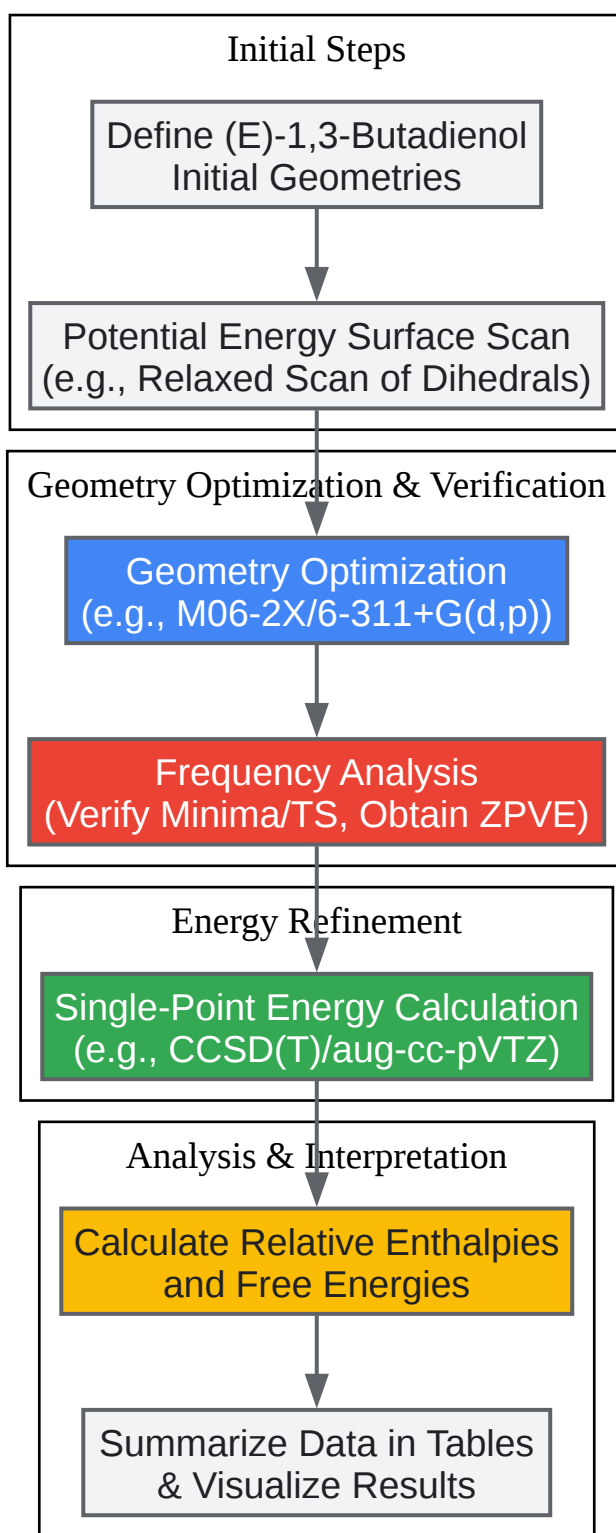 Initial Steps
Define (E)-1,3-Butadienol
Initial Geometries
Potential Energy Surface Scan
(e.g., Relaxed Scan of Dihedrals)
Geometry Optimization & Verification
Geometry Optimization
(e.g., M06-2X/6-311+G(d,p))
Frequency Analysis
(Verify Minima/TS, Obtain ZPVE)
Energy Refinement
Single-Point Energy Calculation
(e.g., CCSD(T)/aug-cc-pVTZ)
Analysis & Interpretation
Calculate Relative Enthalpies
and Free Energies
Summarize Data in Tables
& Visualize Results